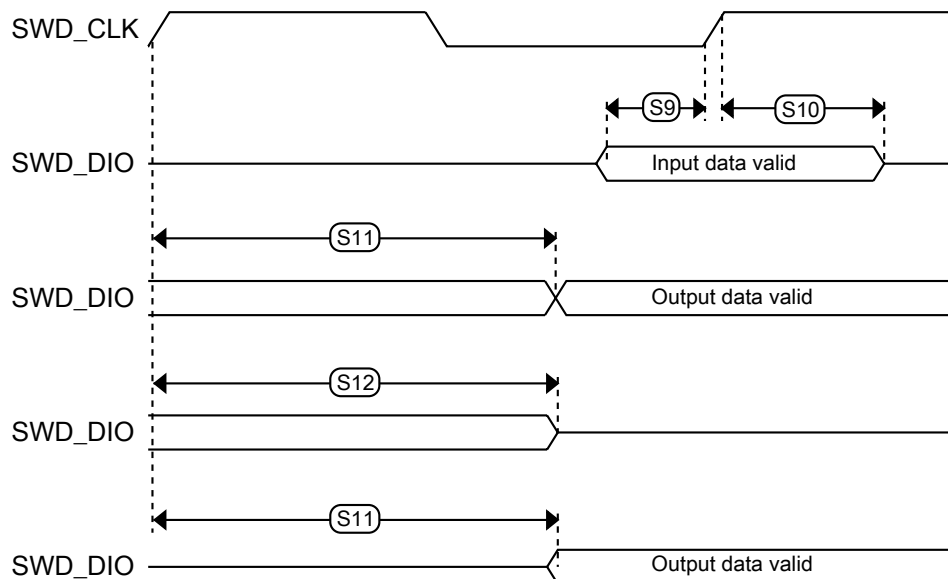 SWD_CLK
S9
S10
SWD_DIO
Input data valid
S11
SWD_DIO
Output data valid
S12
SWD_DIO
S11
SWD_DIO
Output data valid